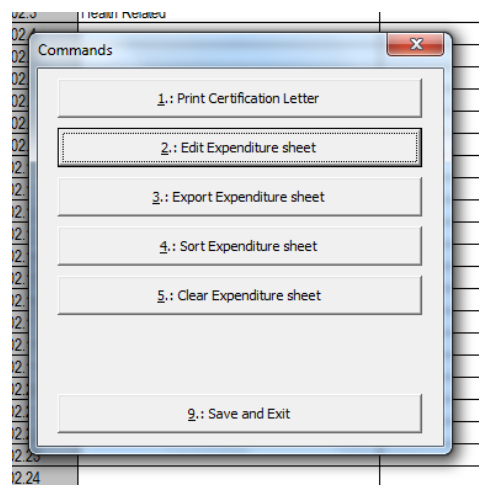 Health Related
Commands
1.: Print Certification Letter
2.: Edit Expenditure sheet
3.: Export Expenditure sheet
4.: Sort Expenditure sheet
5.: Clear Expenditure sheet
9.: Save and Exit
02.24